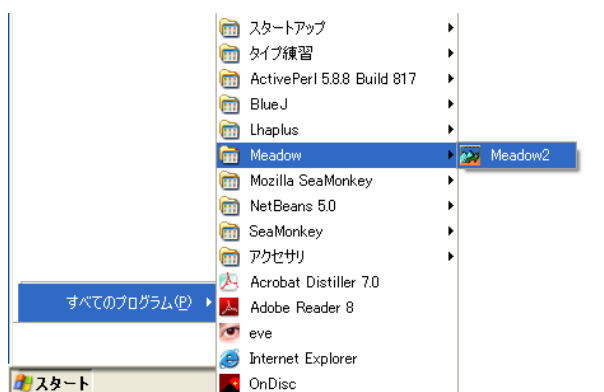 スタートアップ
タイプ練習
ActivePerl 5.8.8 Build 817
BlueJ
Lhaplus
Meadow
Meadow2
Mozilla SeaMonkey
NetBeans 5.0
SeaMonkey
アクセサリ
Acrobat Distiller 7.0
すべてのプログラム(P)
Adobe Reader 8
eve
Internet Explorer
スタート
OnDisc